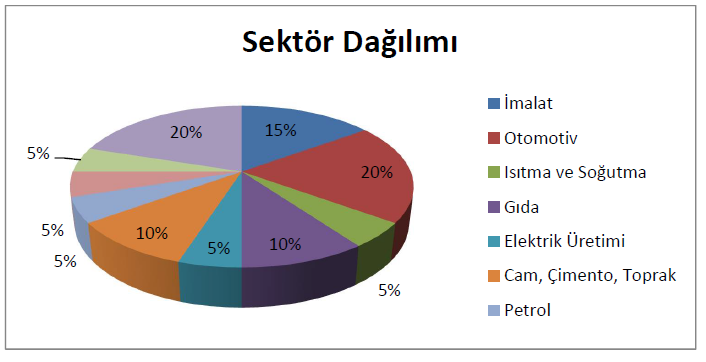 Sektör Dağılımı
15%
20%
5%
10%
5%
10%
5%
5%
5%
20%
İmalat
Otomotiv
Isıtma ve Soğutma
Gıda
Elektrik Üretimi
Cam, Çimento, Toprak
Petrol